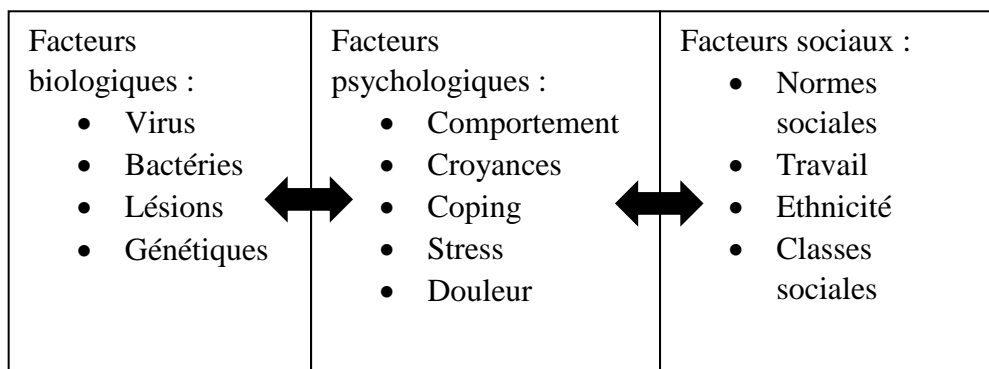 Facteurs
biologiques :
• Virus
• Bactéries
• Lésions
• Génétiques
Facteurs
psychologiques :
• Comportement
• Croyances
• Coping
• Stress
• Douleur
Facteurs sociaux :
• Normes
sociales
• Travail
• Ethnicité
• Classes
sociales